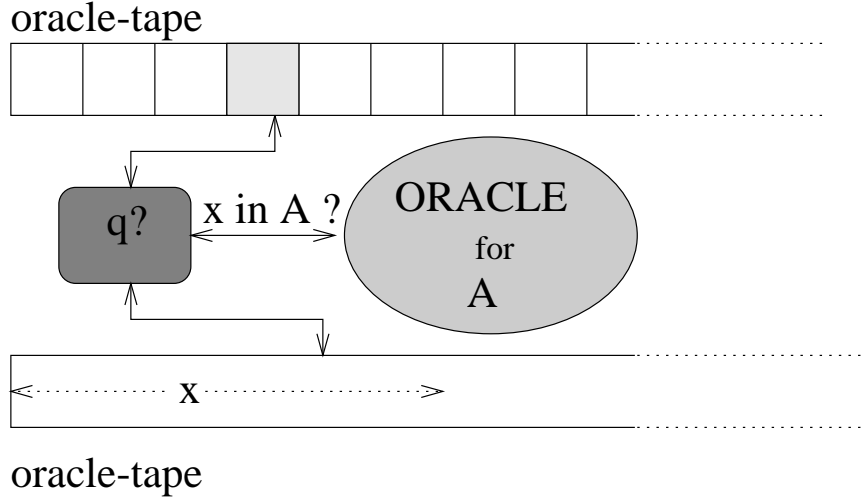 oracle-tape
q?
x in A ?
ORACLE
for
A
x
oracle-tape